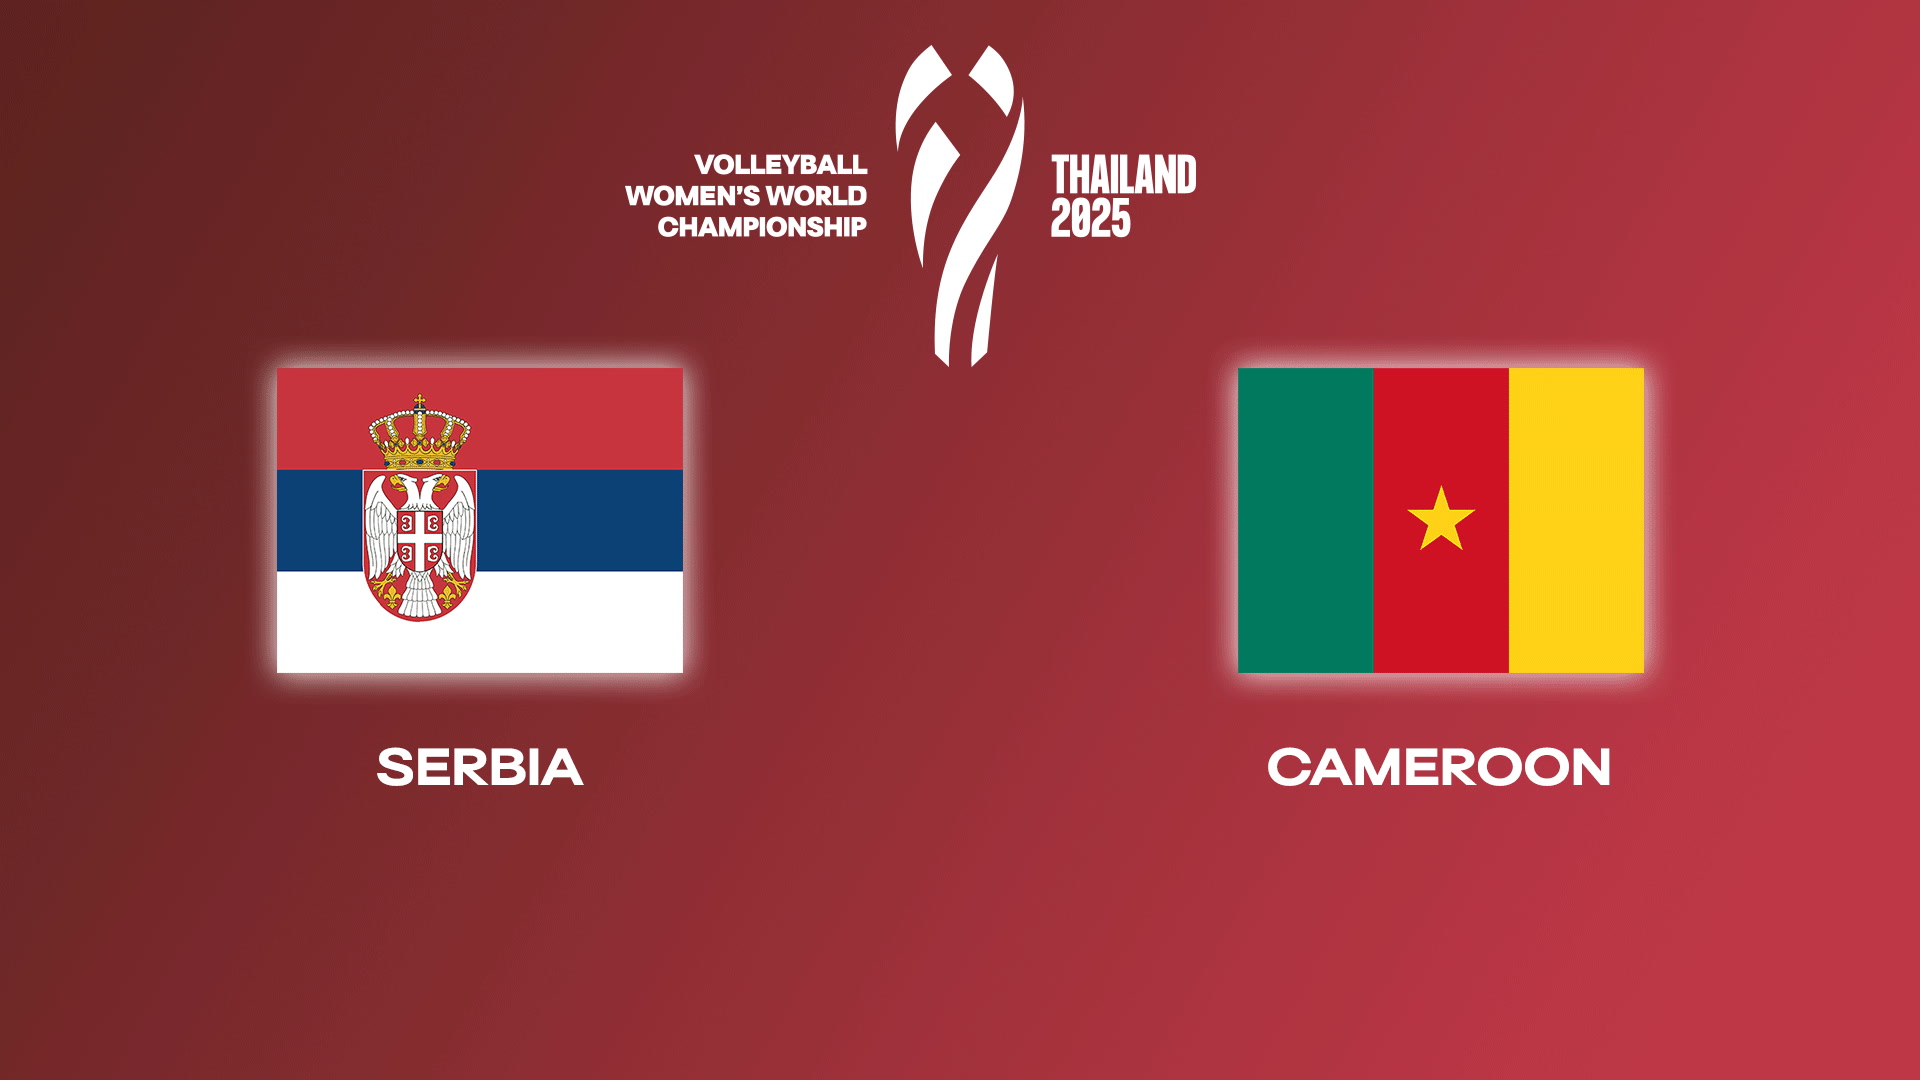 VOLLEYBALL
WOMEN'S WORLD
CHAMPIONSHIP
THAILAND
2025
SERBIA
CAMEROON